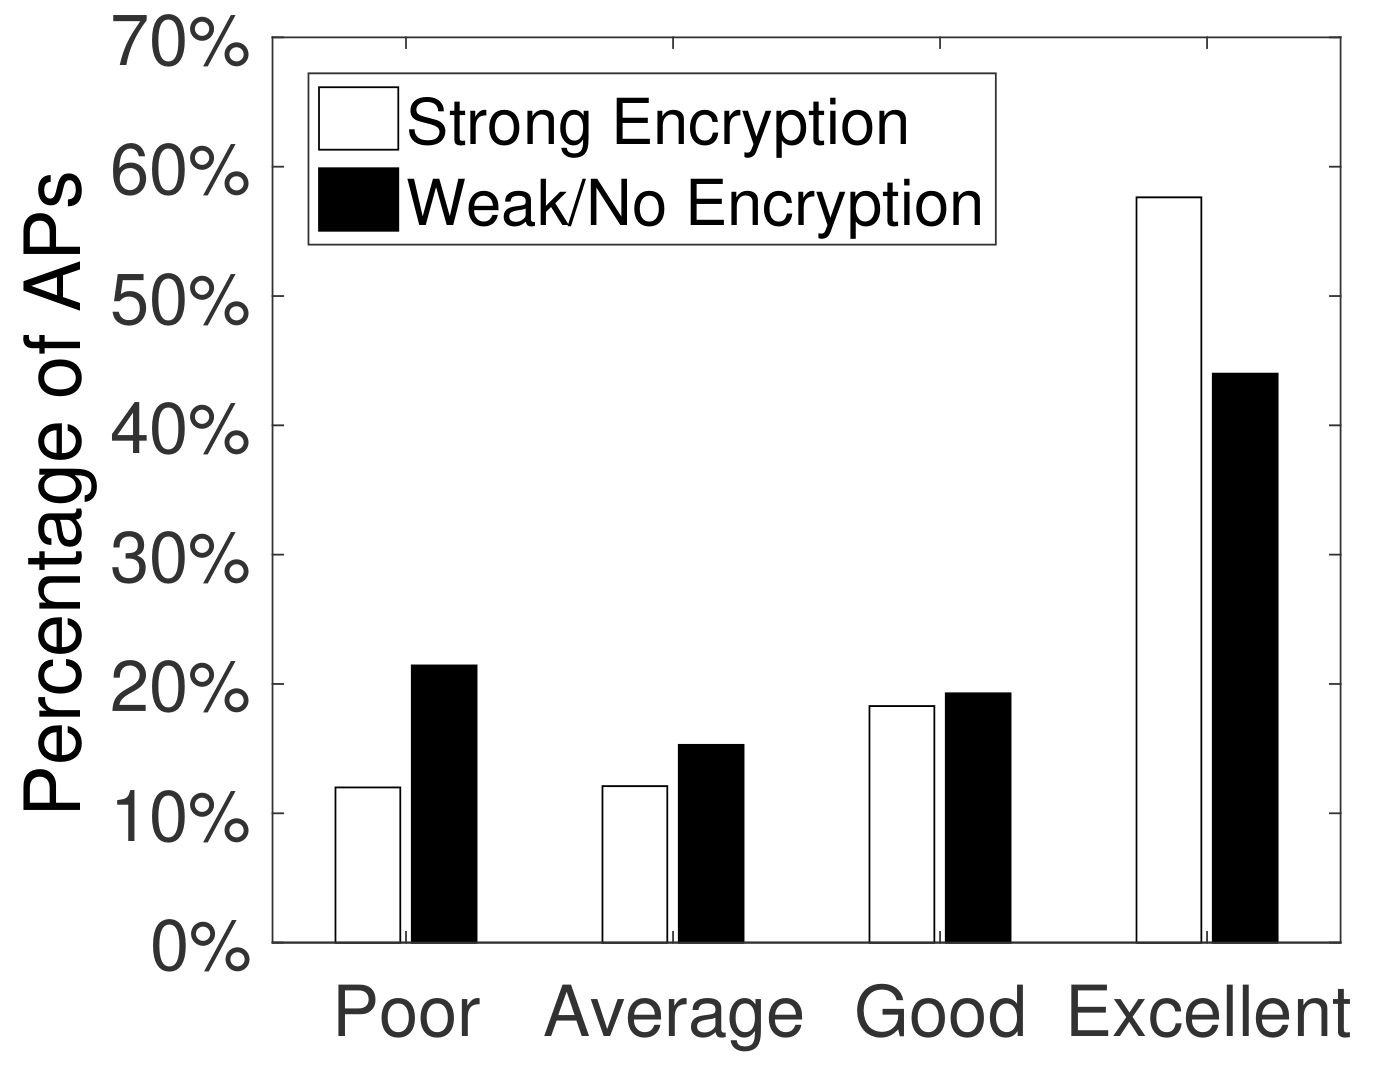 70%
60%
50%
40%
30%
20%
10%
0%
Percentage of APs
Strong Encryption
Weak/No Encryption
Poor Average Good Excellent